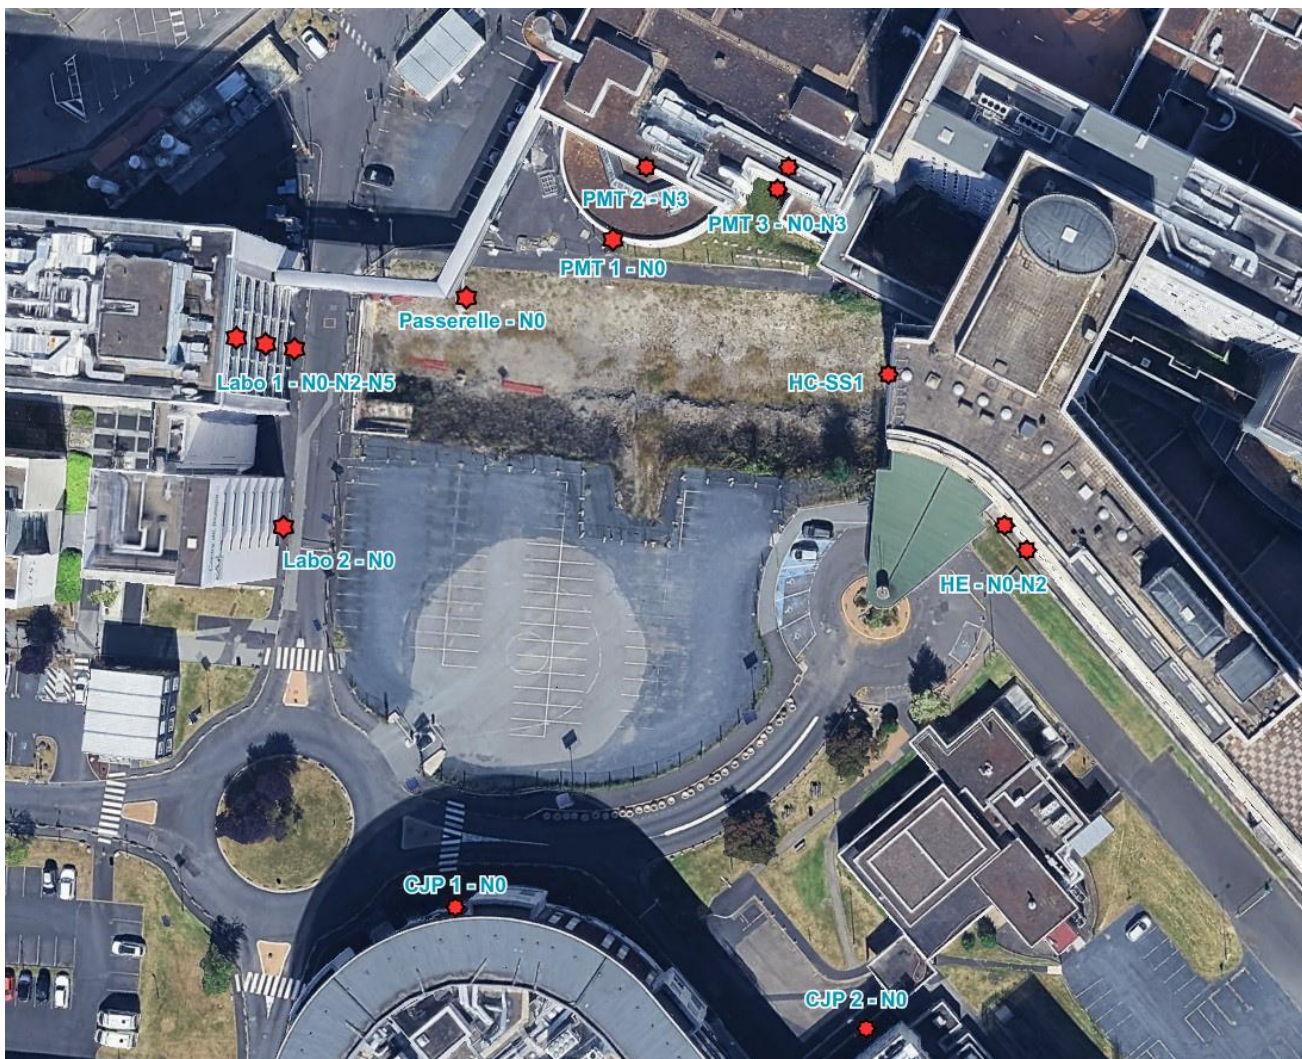 PMT 2 - N3
PMT 3 - N0-N3
PMT 1 - N0
Passerelle - N0
Labo 1 - N0-N2-N5
HC-SS1
Labo 2 - N0
HE - N0-N2
CJP 1 - N0
CJP 2 - N0